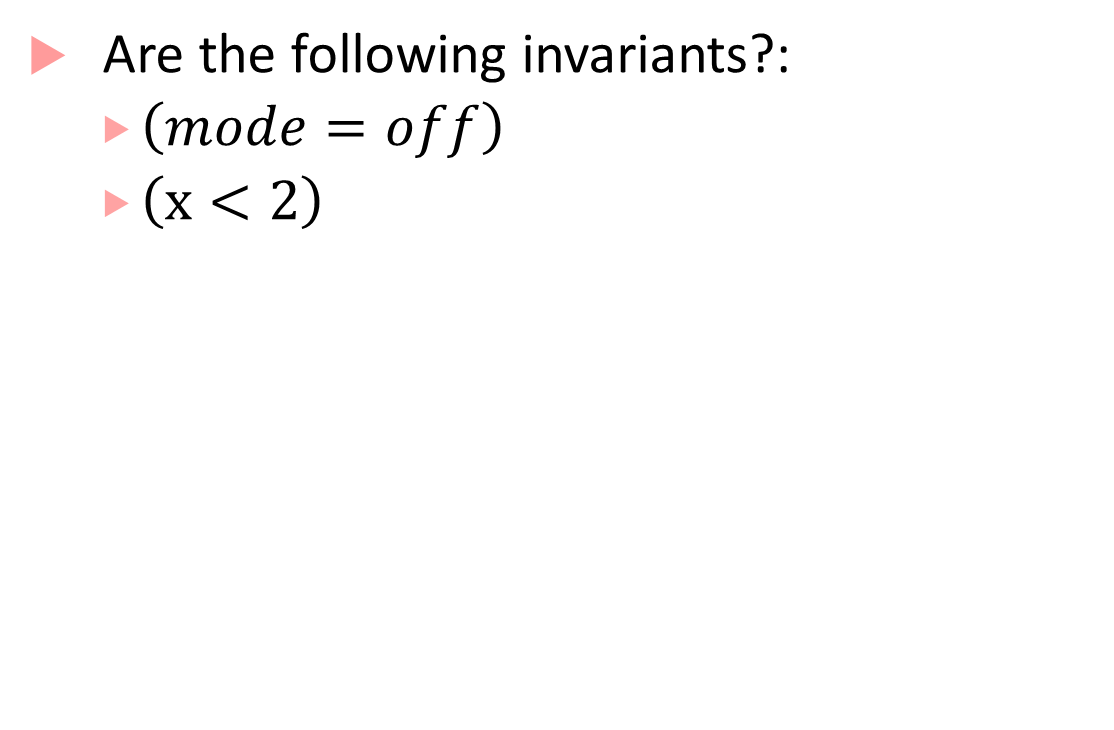 Are the following invariants?:
(mode = off)
(x < 2)